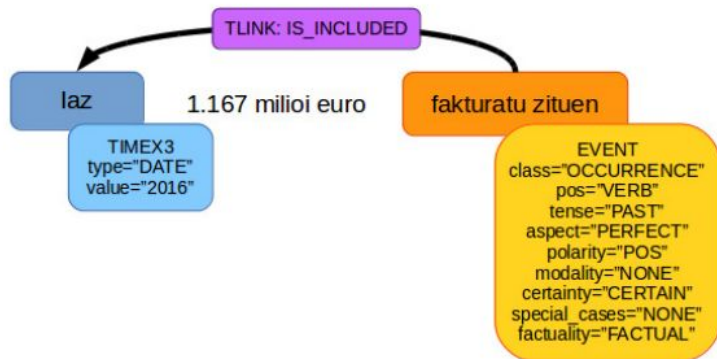 TLINK: IS_INCLUDED
Iaz 1.167 milioi euro fakturatu zituen
TIMEX3
type="DATE"
value="2016"
EVENT
class="OCCURRENCE"
pos="VERB"
tense="PAST"
aspect="PERFECT"
polarity="POS"
modality="NONE"
certainty="CERTAIN"
special_cases="NONE"
factuality="FACTUAL"